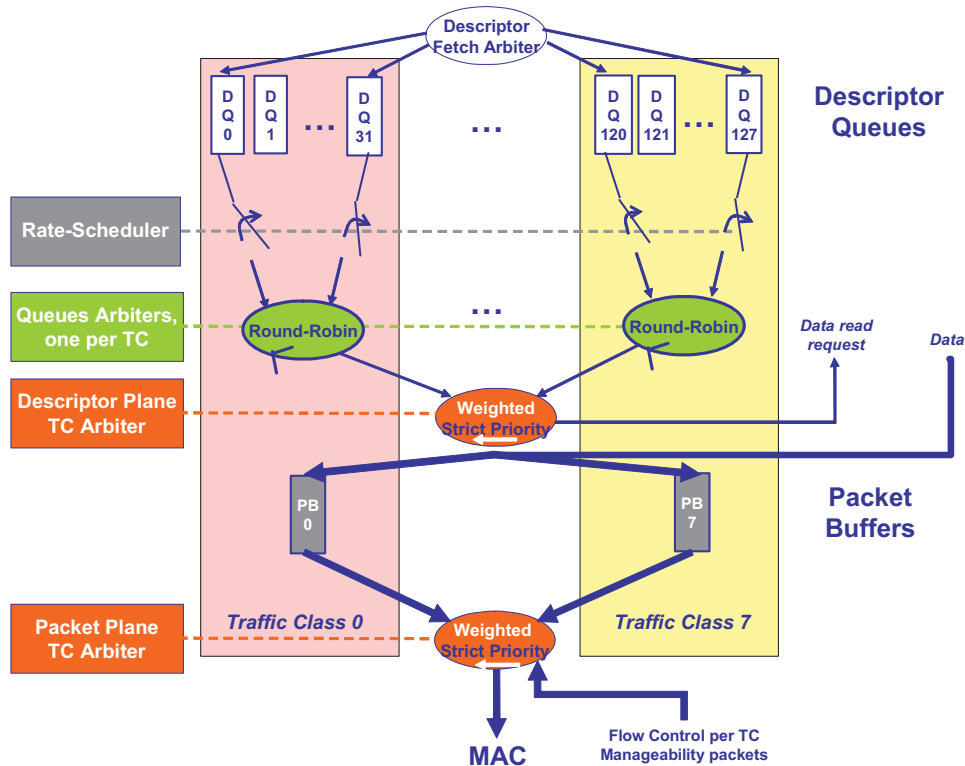 Descriptor
Fetch Arbiter
D
Q
0
D
Q
1
...
D
Q
31
...
D
Q
120
D
Q
121
...
D
Q
127
Descriptor
Queues
Rate-Scheduler
Queues Arbiters,
one per TC
Round-Robin
...
Round-Robin
Data read
request
Data
Descriptor Plane
TC Arbiter
Weighted
Strict Priority
PB
0
PB
7
Packet
Buffers
Packet Plane
TC Arbiter
Traffic Class 0
Weighted
Strict Priority
Traffic Class 7
MAC
Flow Control per TC
Manageability packets